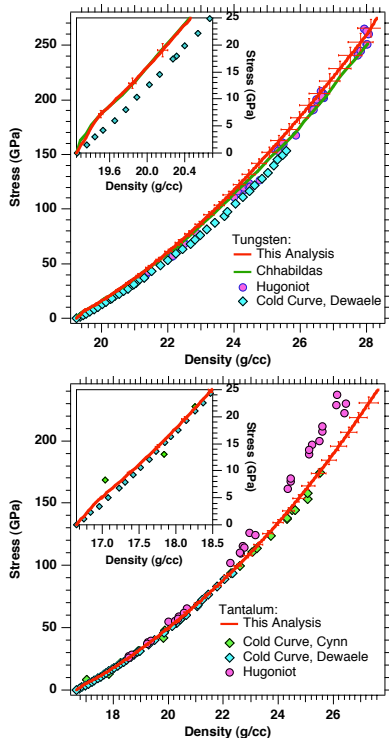 250
200
150
100
50
0
Stress (GPa)
20
22
24
26
28
Density (g/cc)
25
20
15
10
5
0
Stress (GPa)
19.6
20.0
20.4
Density (g/cc)
Tungsten:
This Analysis
Chhabildas
Hugoniot
Cold Curve, Dewaele
200
150
100
50
0
Stress (GPa)
18
20
22
24
26
Density (g/cc)
25
20
15
10
5
0
Stress (GPa)
17.0
17.5
18.0
18.5
Density (g/cc)
Tantalum:
This Analysis
Cold Curve, Cynn
Cold Curve, Dewaele
Hugoniot